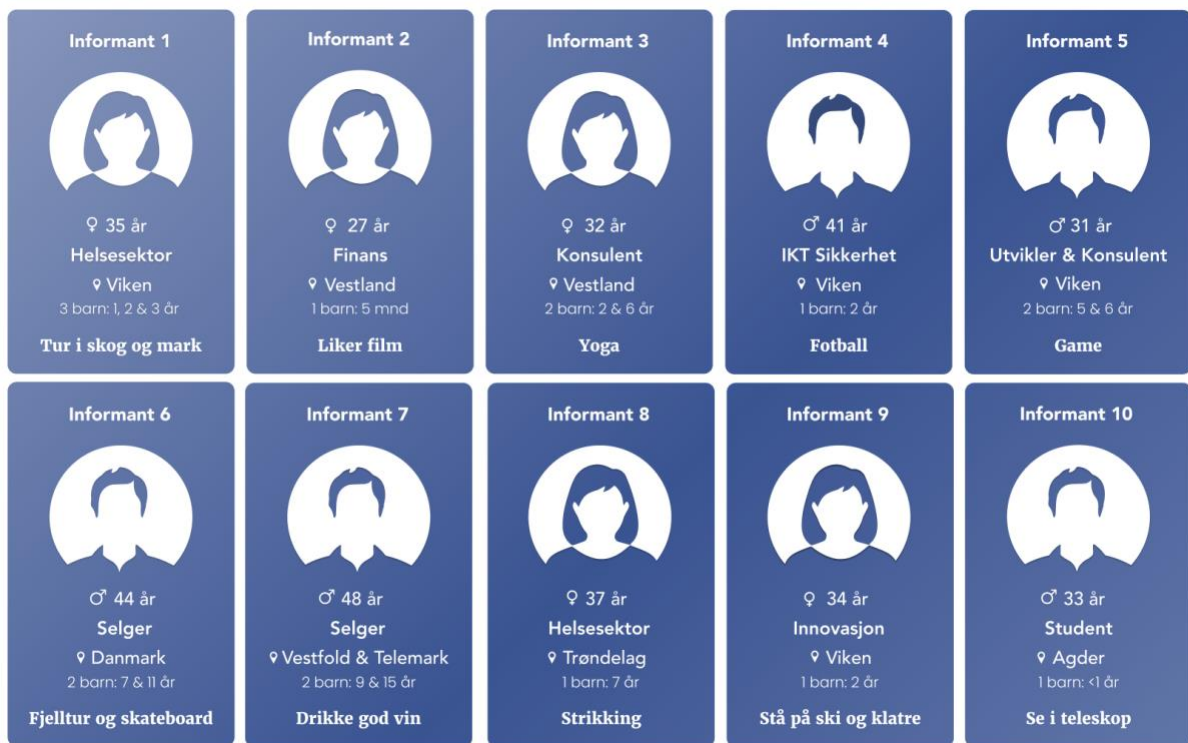 Informant 1
♀ 35 år
Helsesektor
Viken
3 barn: 1, 2 & 3 år
Tur i skog og mark
Informant 2
♀ 27 år
Finans
Vestland
1 barn: 5 mnd
Liker film
Informant 3
♀ 32 år
Konsulent
Vestland
2 barn: 2 & 6 år
Yoga
Informant 4
♂ 41 år
IKT Sikkerhet
Viken
1 barn: 2 år
Fotball
Informant 5
♂ 31 år
Utvikler & Konsulent
Viken
2 barn: 5 & 6 år
Game
Informant 6
♂ 44 år
Selger
Danmark
2 barn: 7 & 11 år
Fjelltur og skateboard
Informant 7
♂ 48 år
Selger
Vestfold & Telemark
2 barn: 9 & 15 år
Drikke god vin
Informant 8
♀ 37 år
Helsesektor
Trøndelag
1 barn: 7 år
Strikking
Informant 9
♀ 34 år
Innovasjon
Viken
1 barn: 2 år
Stå på ski og klatre
Informant 10
♂ 33 år
Student
Agder
1 barn: <1 år
Se i teleskop